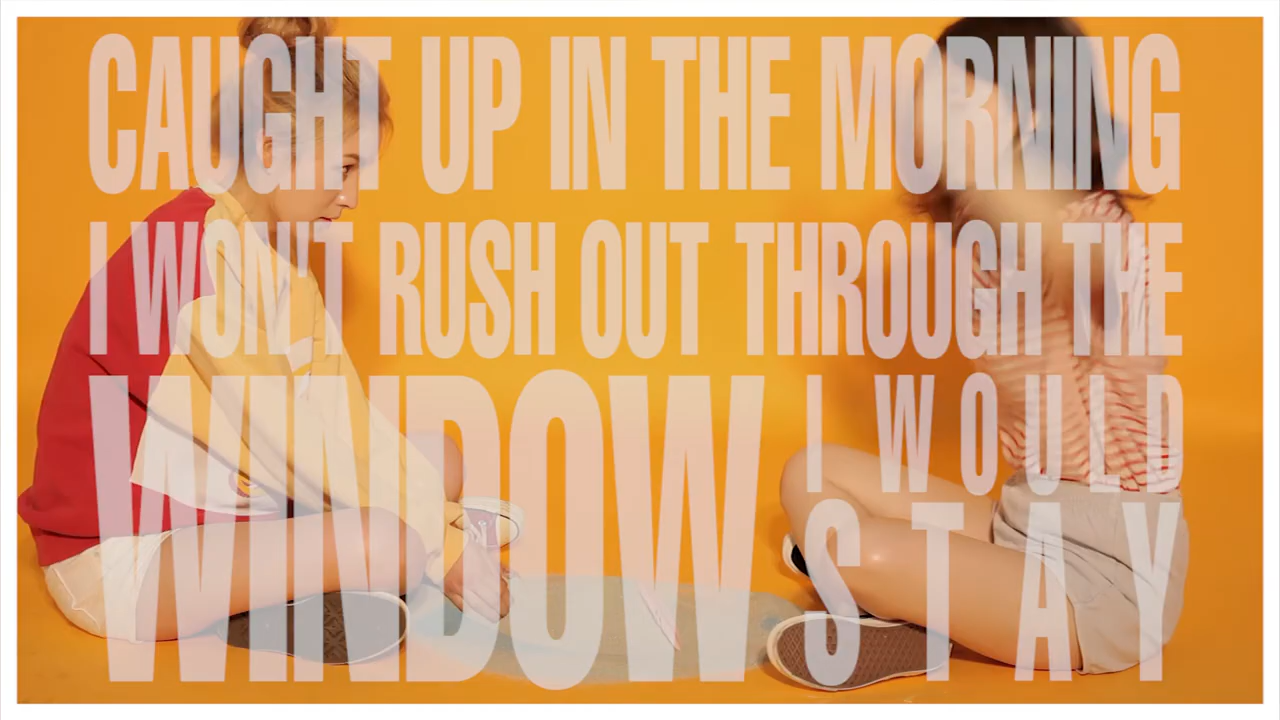 CAUGHT UP IN THE MORNING
I WON'T RUSH OUT THROUGH THE
WINDOW
I WOULD
STAY